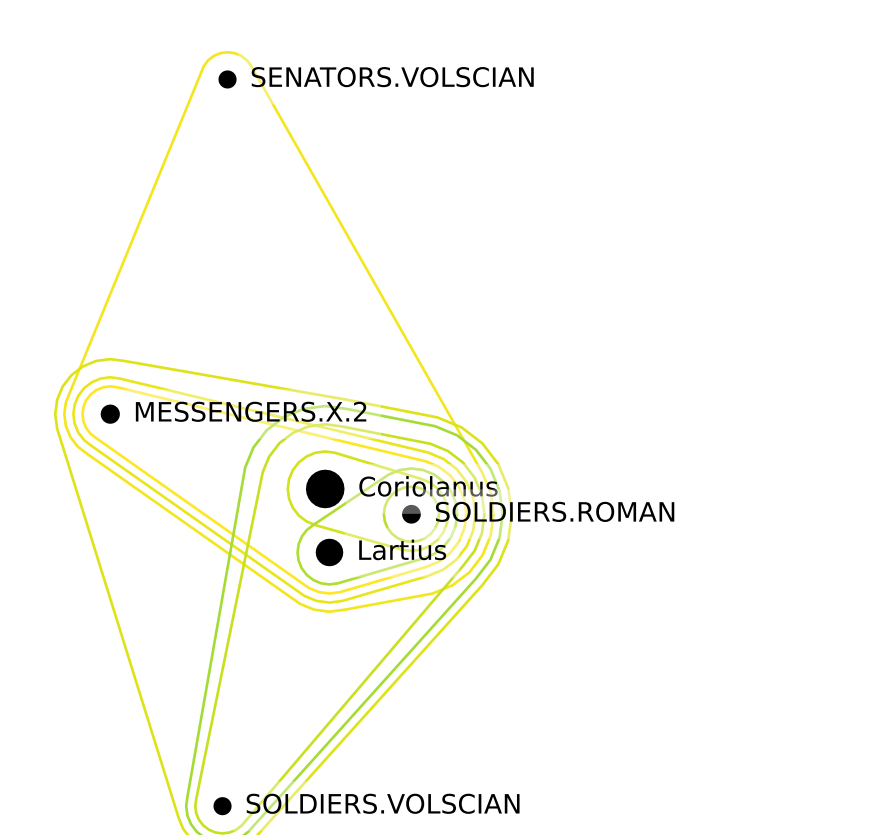 SENATORS.VOLSCIAN
MESSENGERS.X.2
Coriolanus
SOLDIERS.ROMAN
Lartius
SOLDIERS.VOLSCIAN